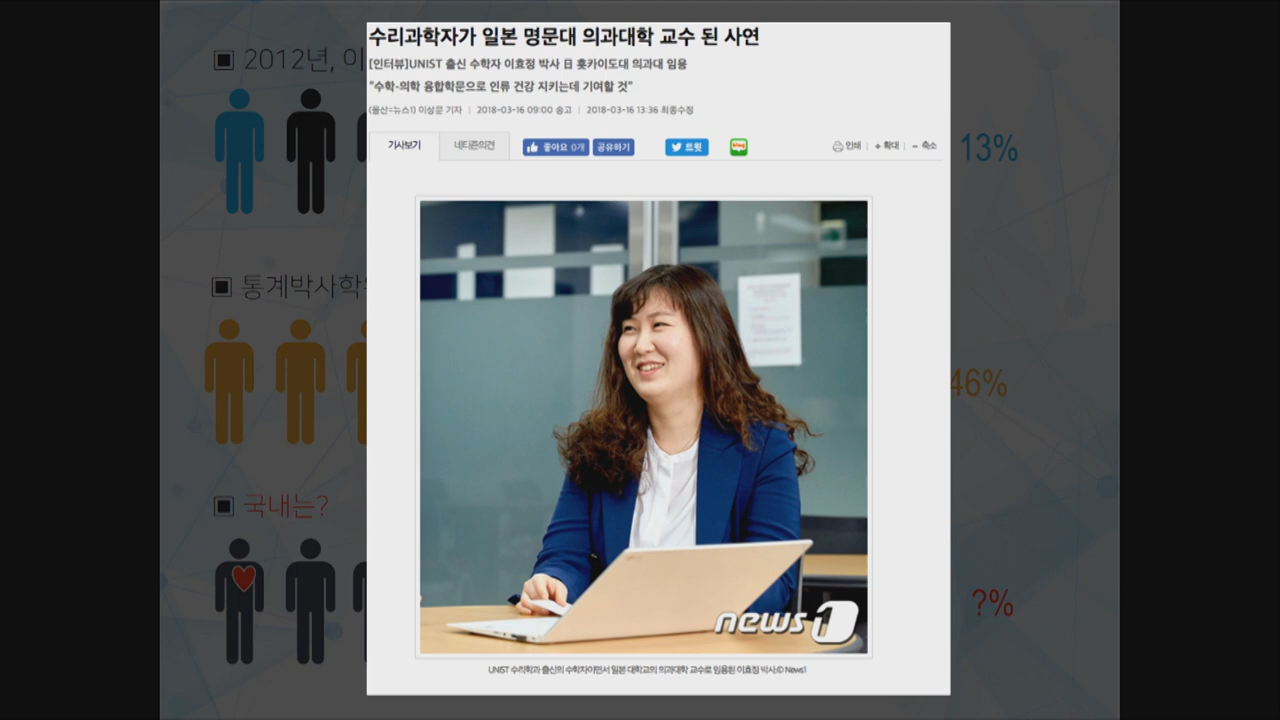 수리과학자가 일본 명문대 의과대학 교수 된 사연
[인터뷰]UNIST 출신 수학자 이효정 박사 日 홋카이도대 의과대 임용
"수학-의학 융합학문으로 인류 건강 지키는데 기여할 것"
(울산=뉴스1) 이상문 기자 | 2018-03-16 09:00 송고 | 2018-03-16 13:36 최종수정
기사보기 네티즌의견 좋아요 0개 공유하기 트윗 blog 인쇄 + 확대 - 축소
2012년, 이
13%
통계박사학
46%
국내는?
?%
news1
UNIST 수리학과 출신의 수학자이면서 일본 대학교의 의과대학 교수로 임용된 이효정 박사.© News1